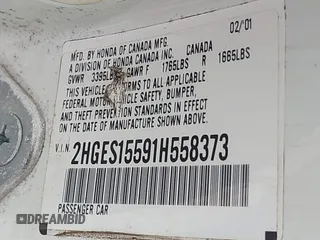 02/01
MFD. BY HONDA OF CANADA MFG.
A DIVISION OF HONDA CANADA INC. CANADA
GVWR 3395LBS GAWR F 1765LBS R 1665LBS
THIS VEHICLE CONFORMS TO ALL APPLICABLE
FEDERAL MOTOR VEHICLE SAFETY, BUMPER,
AND THEFT PREVENTION STANDARDS IN EFFECT
ON THE DATE OF MANUFACTURE SHOWN ABOVE.
V.I.N. 2HGES15591H558373
PASSENGER CAR
DREAMBID